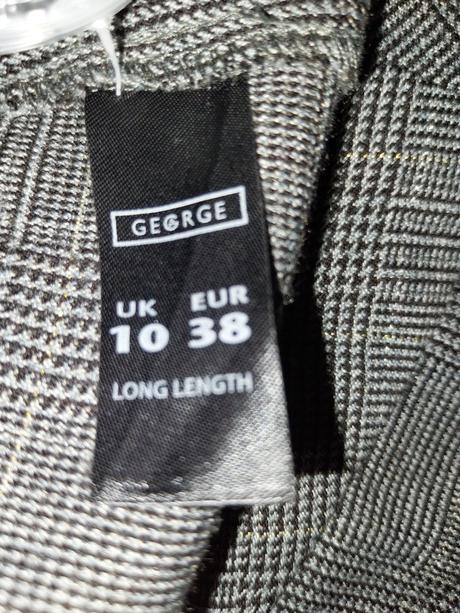 GEORGE
UK EUR
10 38
LONG LENGTH